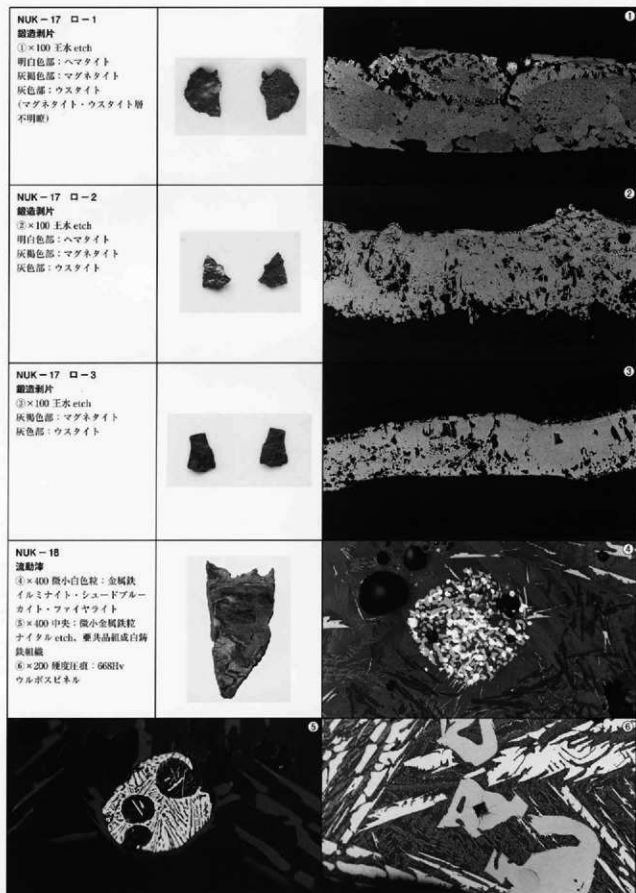 NUK-17 ロ-1
鍛造剥片
①×100 王水 etch
明白色部：ヘマタイト
灰褐色部：マグネタイト
灰色部：ウスタイト
(マグネタイト・ウスタイト層
不明瞭)
①
NUK-17 ロ-2
鍛造剥片
②×100 王水 etch
明白色部：ヘマタイト
灰褐色部：マグネタイト
灰色部：ウスタイト
②
NUK-17 ロ-3
鍛造剥片
③×100 王水 etch
灰褐色部：マグネタイト
灰色部：ウスタイト
③
NUK-18
流動滓
④×400 微小白色粒：金属鉄
イルミナイト・シュードブルー
カイト・ファイヤライト
⑤×400 中央：微小金属鉄粒
ナイタル etch、亜共晶組成白鋳
鉄組織
⑥×200 硬度圧痕：668Hv
ウルボスピネル
④
⑤
⑥